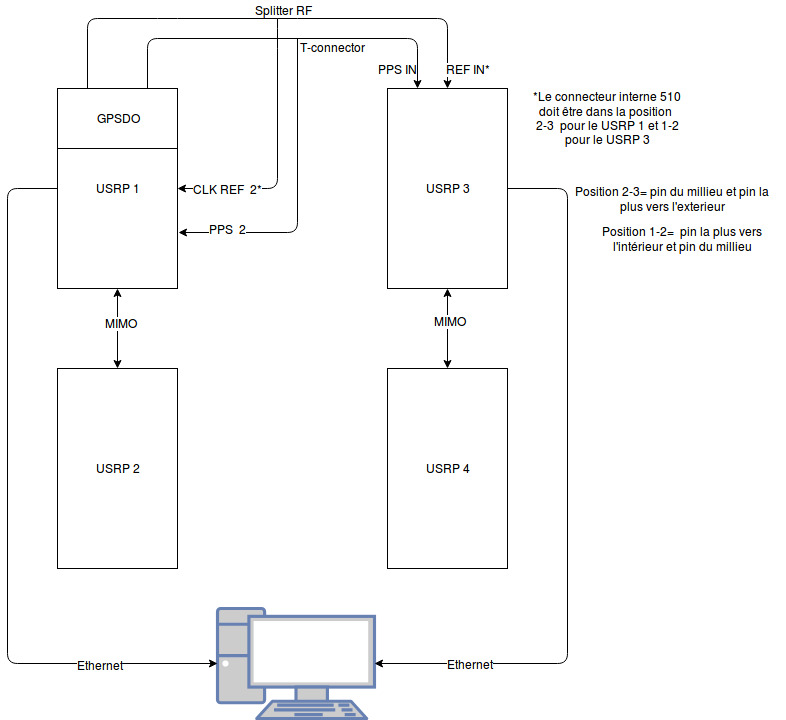 Splitter RF
T-connector
PPS IN
REF IN*
GPSDO
*Le connecteur interne 510
doit être dans la position
2-3 pour le USRP 1 et 1-2
pour le USRP 3
USRP 1
CLK REF 2*
USRP 3
Position 2-3= pin du millieu et pin la
plus vers l'exterieur
PPS 2
Position 1-2= pin la plus vers
l'intérieur et pin du millieu
MIMO
MIMO
USRP 2
USRP 4
Ethernet
Ethernet